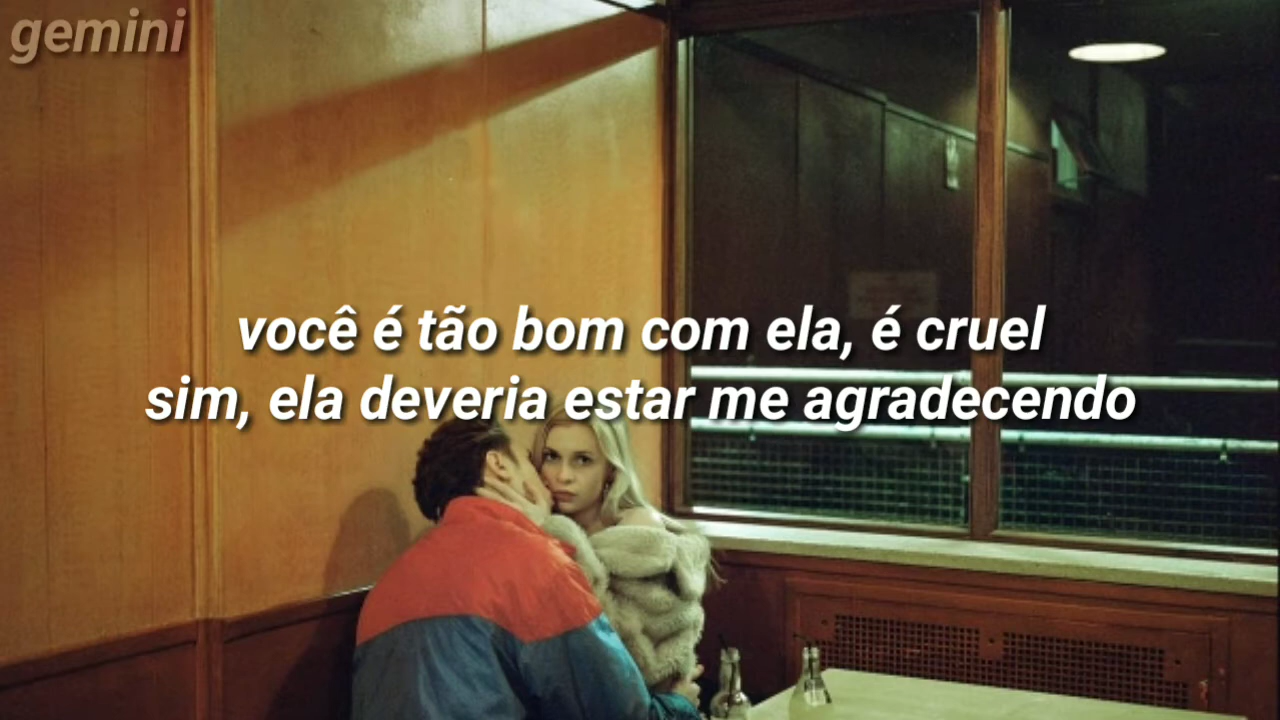 gemini
você é tão bom com ela, é cruel
sim, ela deveria estar me agradecendo